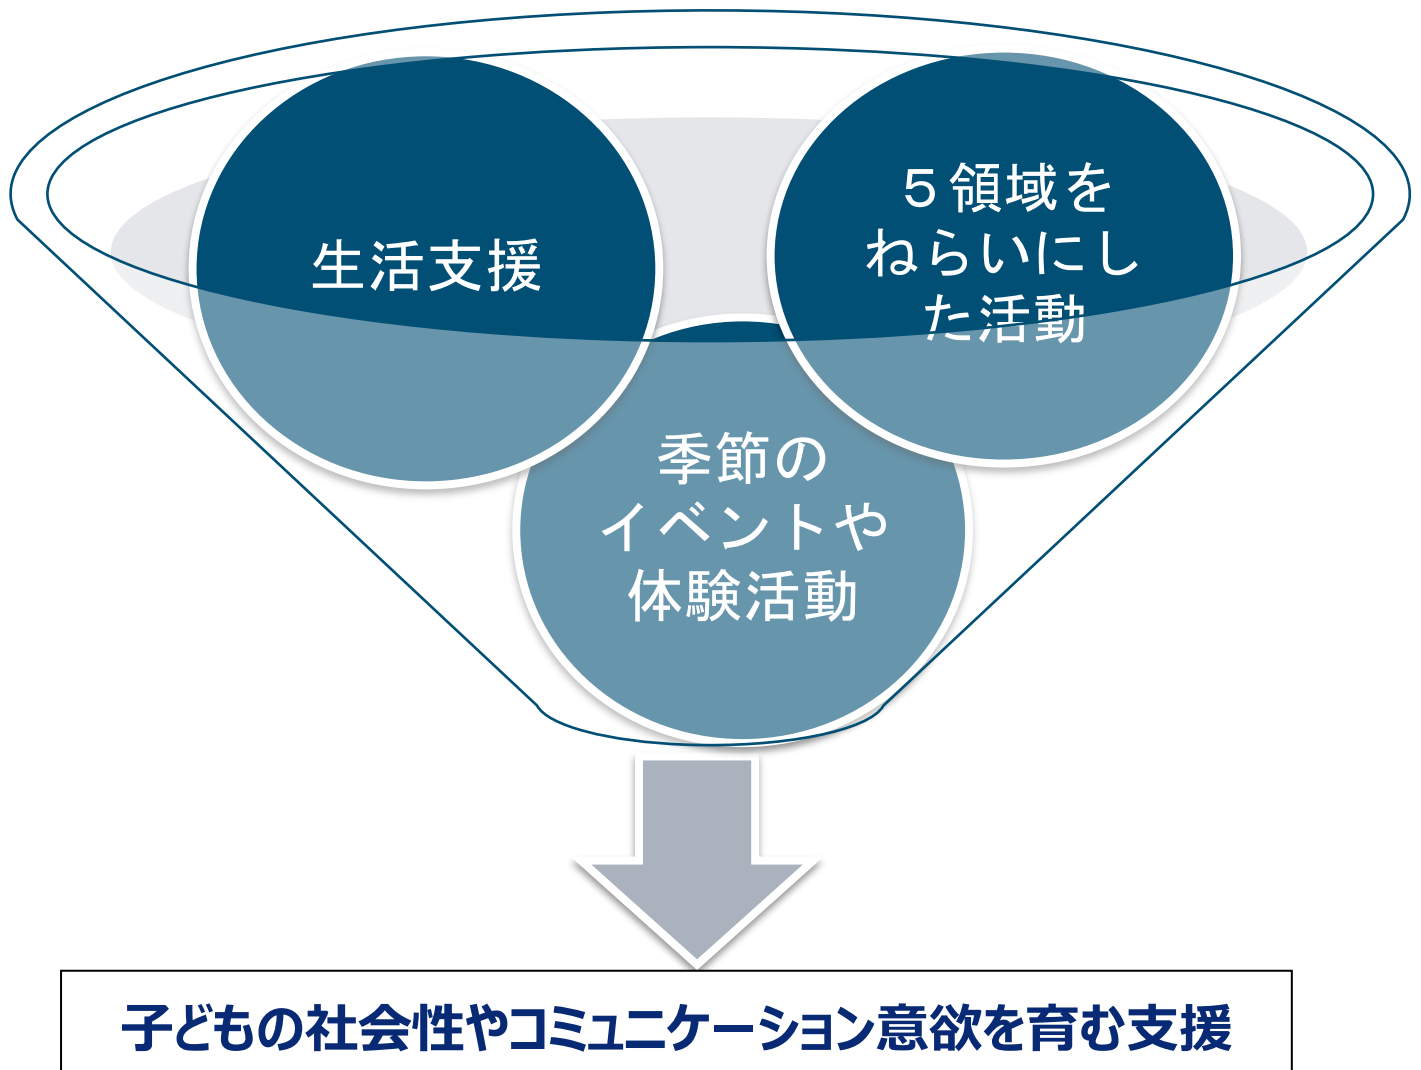 生活支援
５領域を
ねらいにし
た活動
季節の
イベントや
体験活動
子どもの社会性やコミュニケーション意欲を育む支援